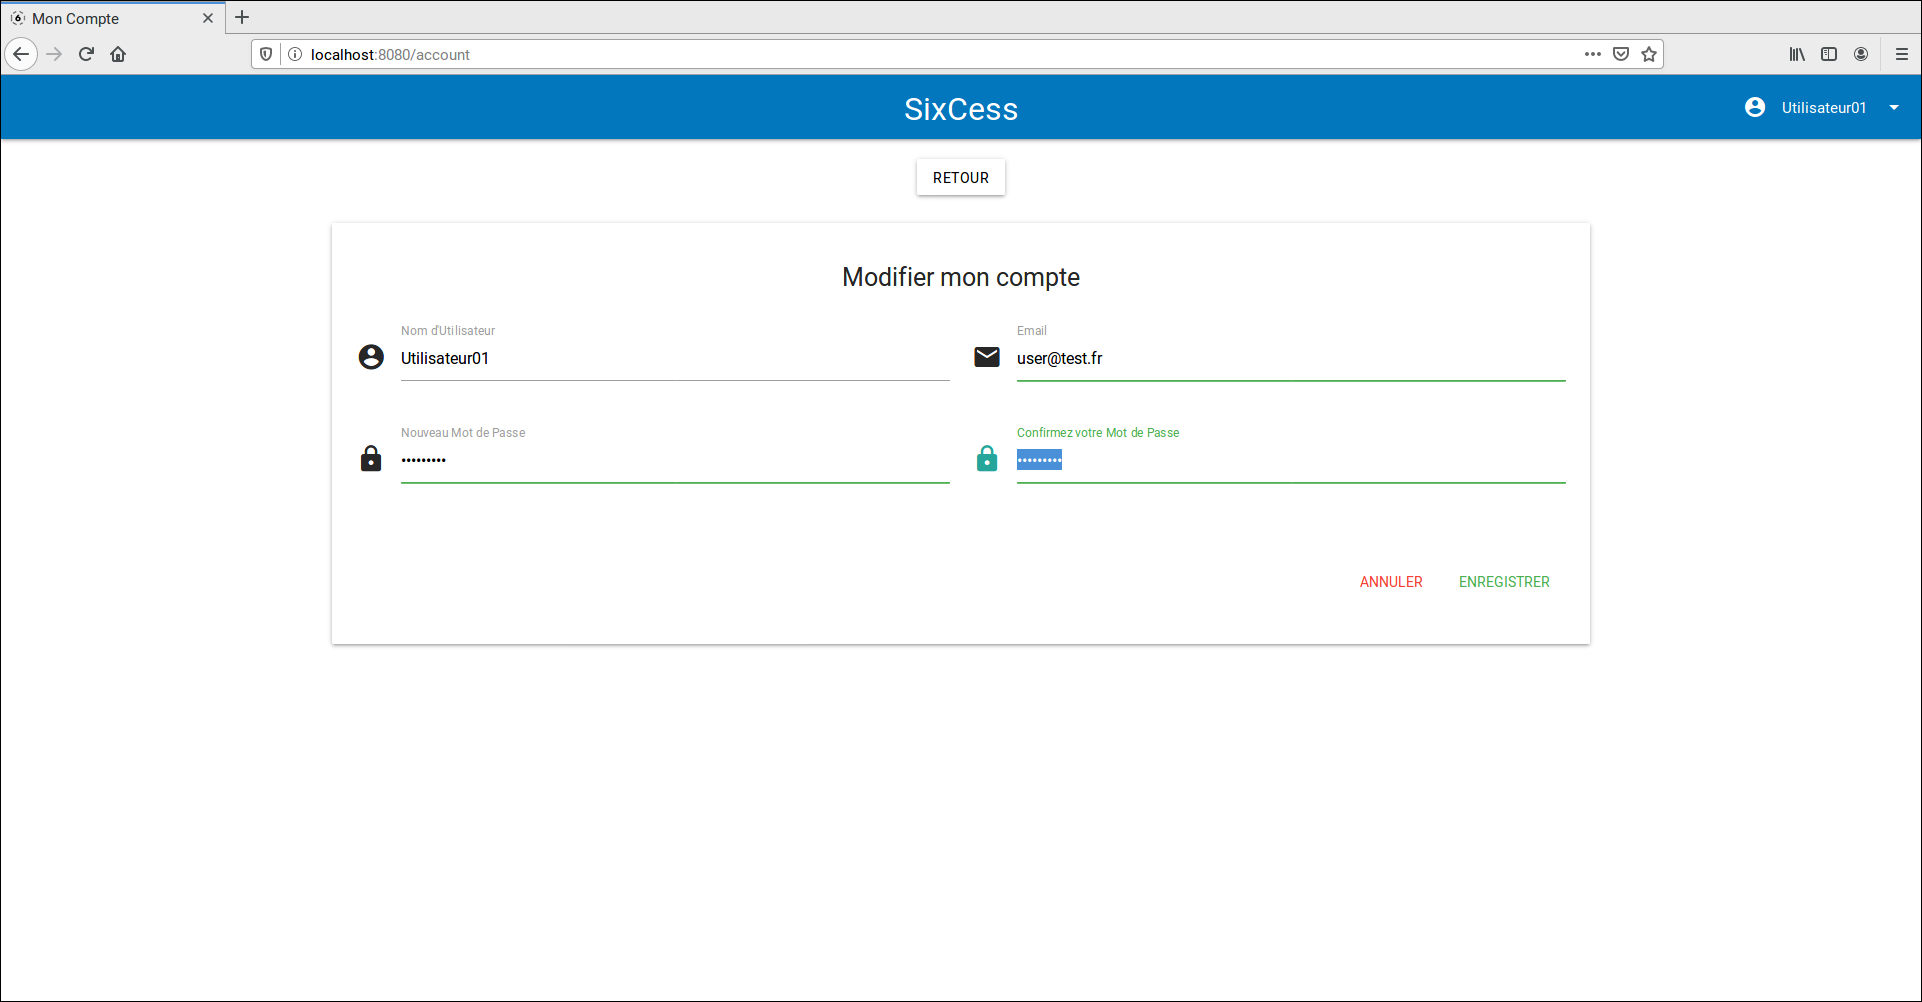 Mon Compte
localhost:8080/account
SixCess
Utilisateur01
RETOUR
Modifier mon compte
Nom d'Utilisateur
Utilisateur01
Email
user@test.fr
Nouveau Mot de Passe
•••••••••
Confirmez votre Mot de Passe
•••••••••
ANNULER
ENREGISTRER